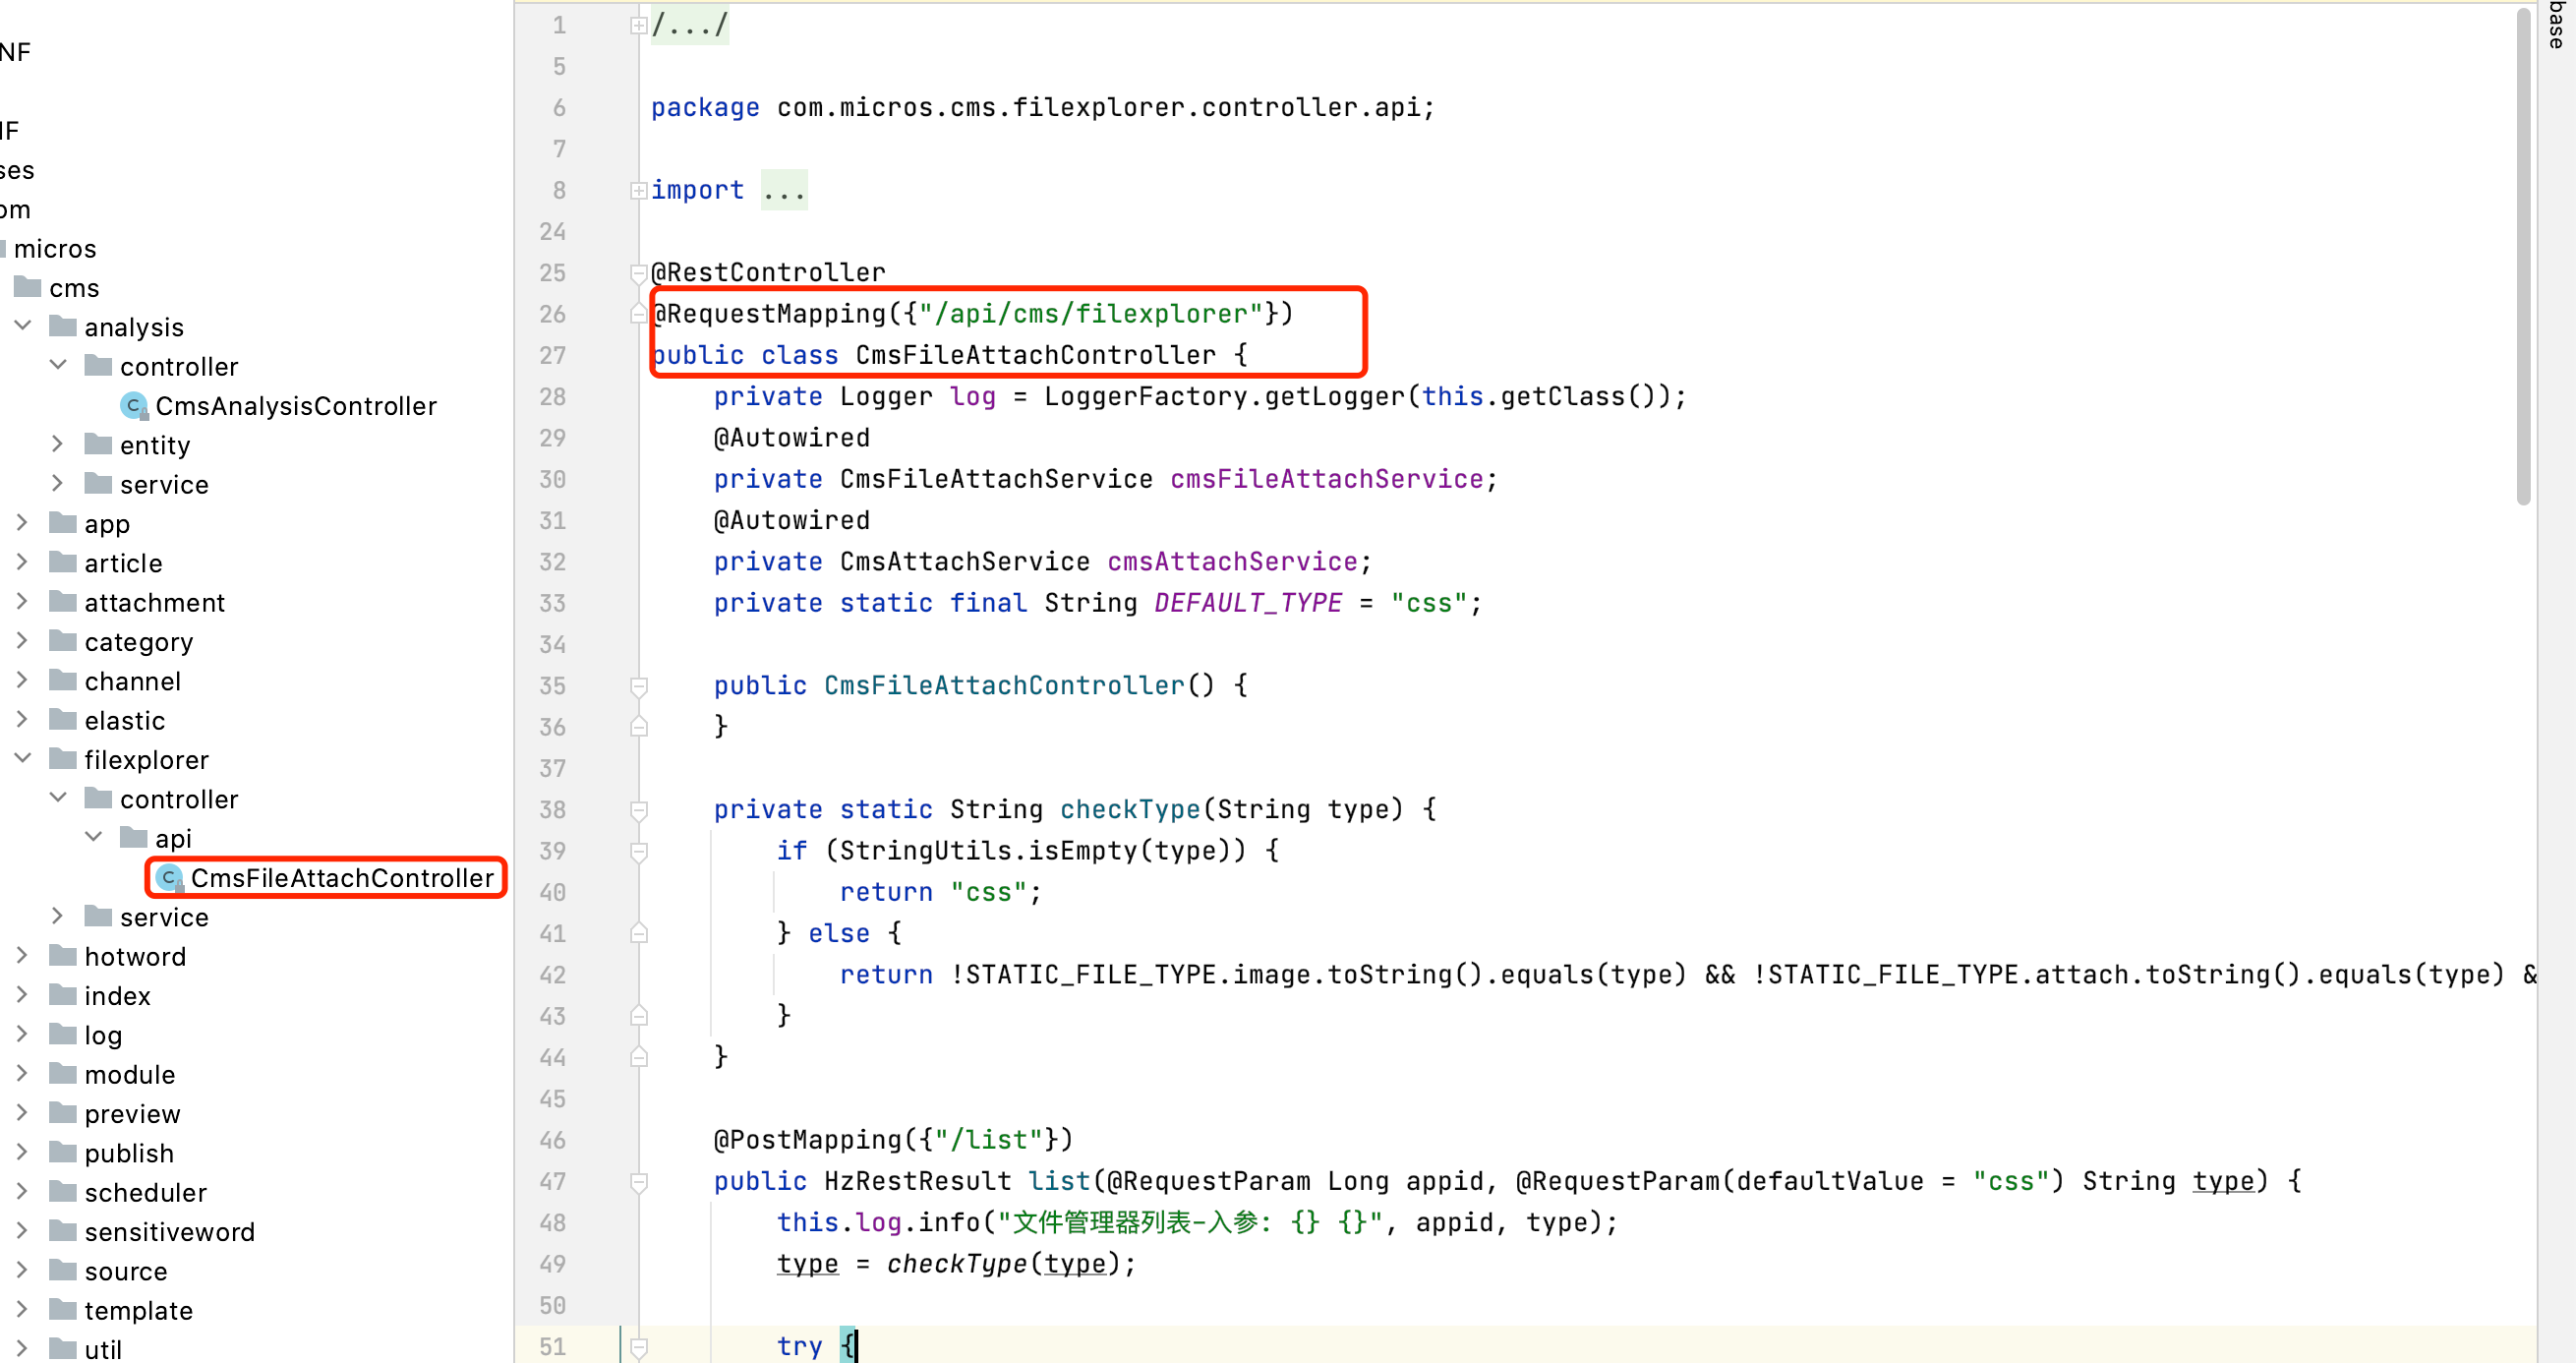 NF
IF
ses
om
micros
cms
analysis
controller
CmsAnalysisController
entity
service
app
article
attachment
category
channel
elastic
filexplorer
controller
api
CmsFileAttachController
service
hotword
index
log
module
preview
publish
scheduler
sensitiveword
source
template
util
1 /.../
5
6 package com.micros.cms.filexplorer.controller.api;
7
8 import ...
24
25 @RestController
26 @RequestMapping({"/api/cms/filexplorer"})
27 public class CmsFileAttachController {
28 private Logger log = LoggerFactory.getLogger(this.getClass());
29 @Autowired
30 private CmsFileAttachService cmsFileAttachService;
31 @Autowired
32 private CmsAttachService cmsAttachService;
33 private static final String DEFAULT_TYPE = "css";
34
35 public CmsFileAttachController() {
36 }
37
38 private static String checkType(String type) {
39 if (StringUtils.isEmpty(type)) {
40 return "css";
41 } else {
42 return !STATIC_FILE_TYPE.image.toString().equals(type) && !STATIC_FILE_TYPE.attach.toString().equals(type) &
43 }
44 }
45
46 @PostMapping({"/list"})
47 public HzRestResult list(@RequestParam Long appid, @RequestParam(defaultValue = "css") String type) {
48 this.log.info("文件管理器列表-入参: {} {}", appid, type);
49 type = checkType(type);
50
51 try {
base